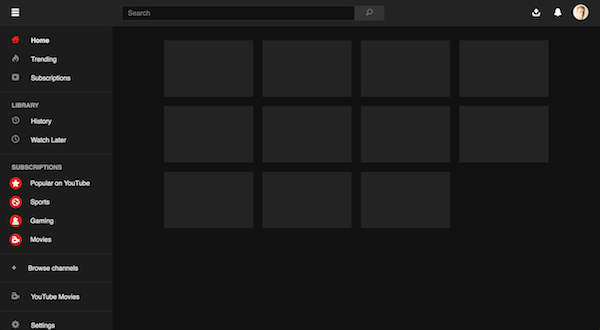 Search
Home
Trending
Subscriptions
LIBRARY
History
Watch Later
SUBSCRIPTIONS
Popular on YouTube
Sports
Gaming
Movies
+ Browse channels
YouTube Movies
Settings